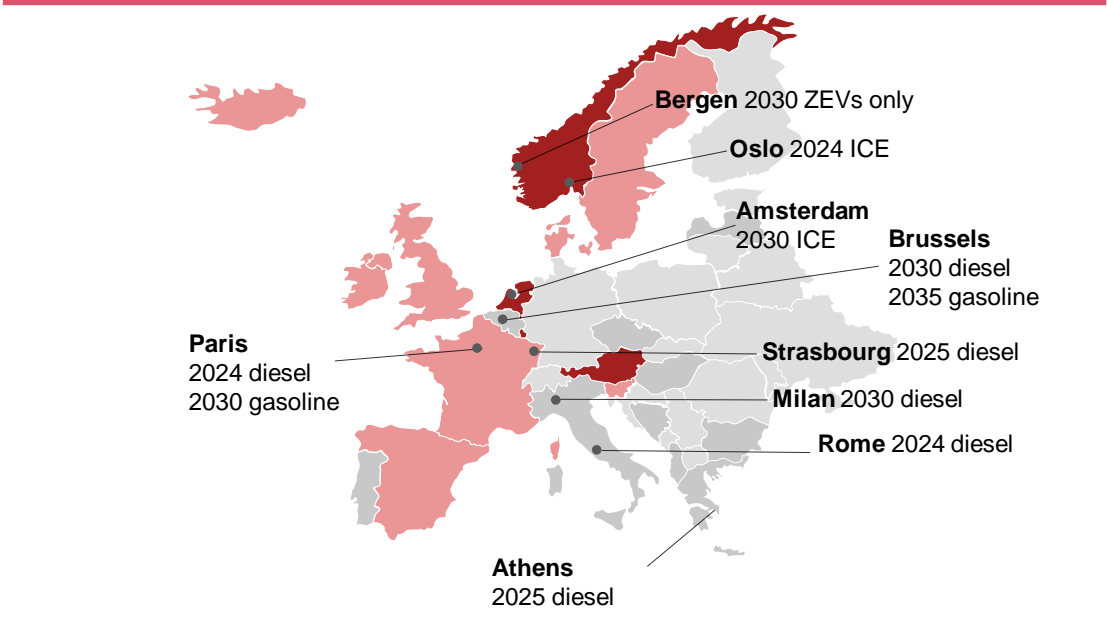 Bergen 2030 ZEVs only
Oslo 2024 ICE
Amsterdam
2030 ICE
Brussels
2030 diesel
2035 gasoline
Paris
2024 diesel
2030 gasoline
Strasbourg 2025 diesel
Milan 2030 diesel
Rome 2024 diesel
Athens
2025 diesel